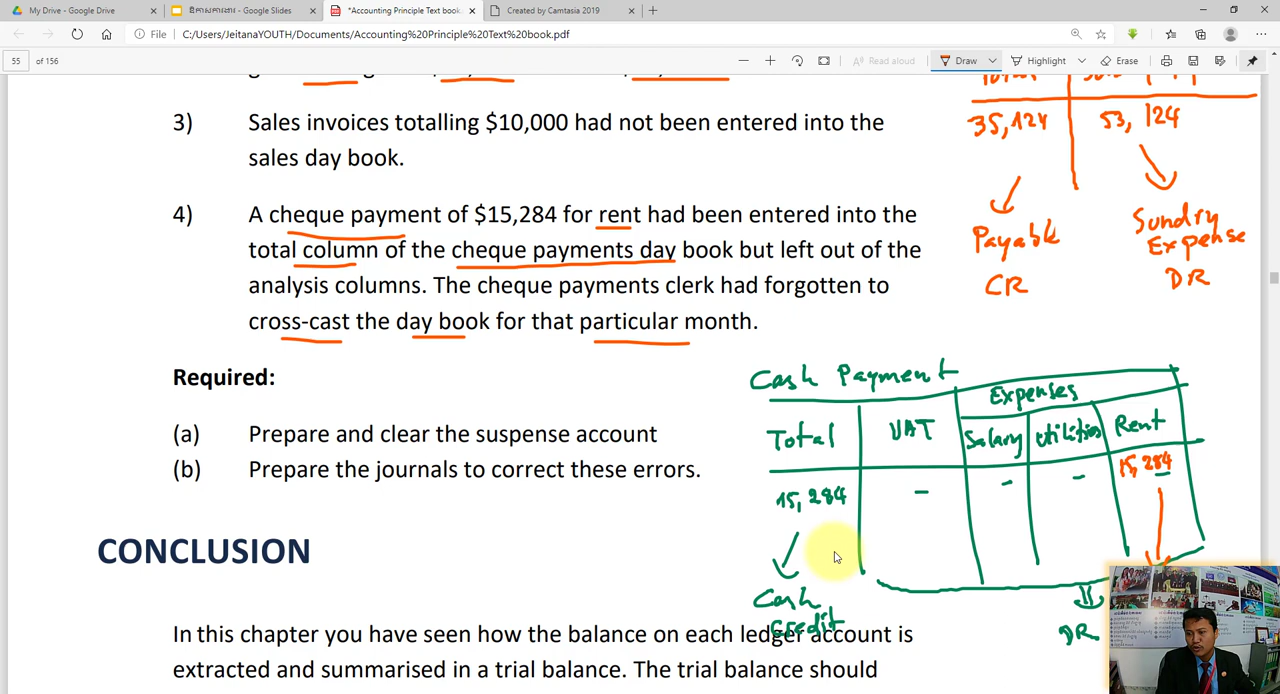 My Drive - Google Drive
- Google Slides
*Accounting Principle Text book.
Created by Camtasia 2019
File
C:/Users/JeitanaYOUTH/Documents/Accounting%20Principle%20Text%20book.pdf
55 of 156
Read aloud
Draw
Highlight
Erase
3) Sales invoices totalling $10,000 had not been entered into the
sales day book.
4) A cheque payment of $15,284 for rent had been entered into the
total column of the cheque payments day book but left out of the
analysis columns. The cheque payments clerk had forgotten to
cross-cast the day book for that particular month.
Required:
(a) Prepare and clear the suspense account
(b) Prepare the journals to correct these errors.
CONCLUSION
In this chapter you have seen how the balance on each ledger account is
extracted and summarised in a trial balance. The trial balance should
35,124 53,124
Payable
CR
Sundry
Expense
DR
Cash Payment
Expenses
Total VAT Salary Utilities Rent
15,284 - - - 15,284
Cash
Credit
DR